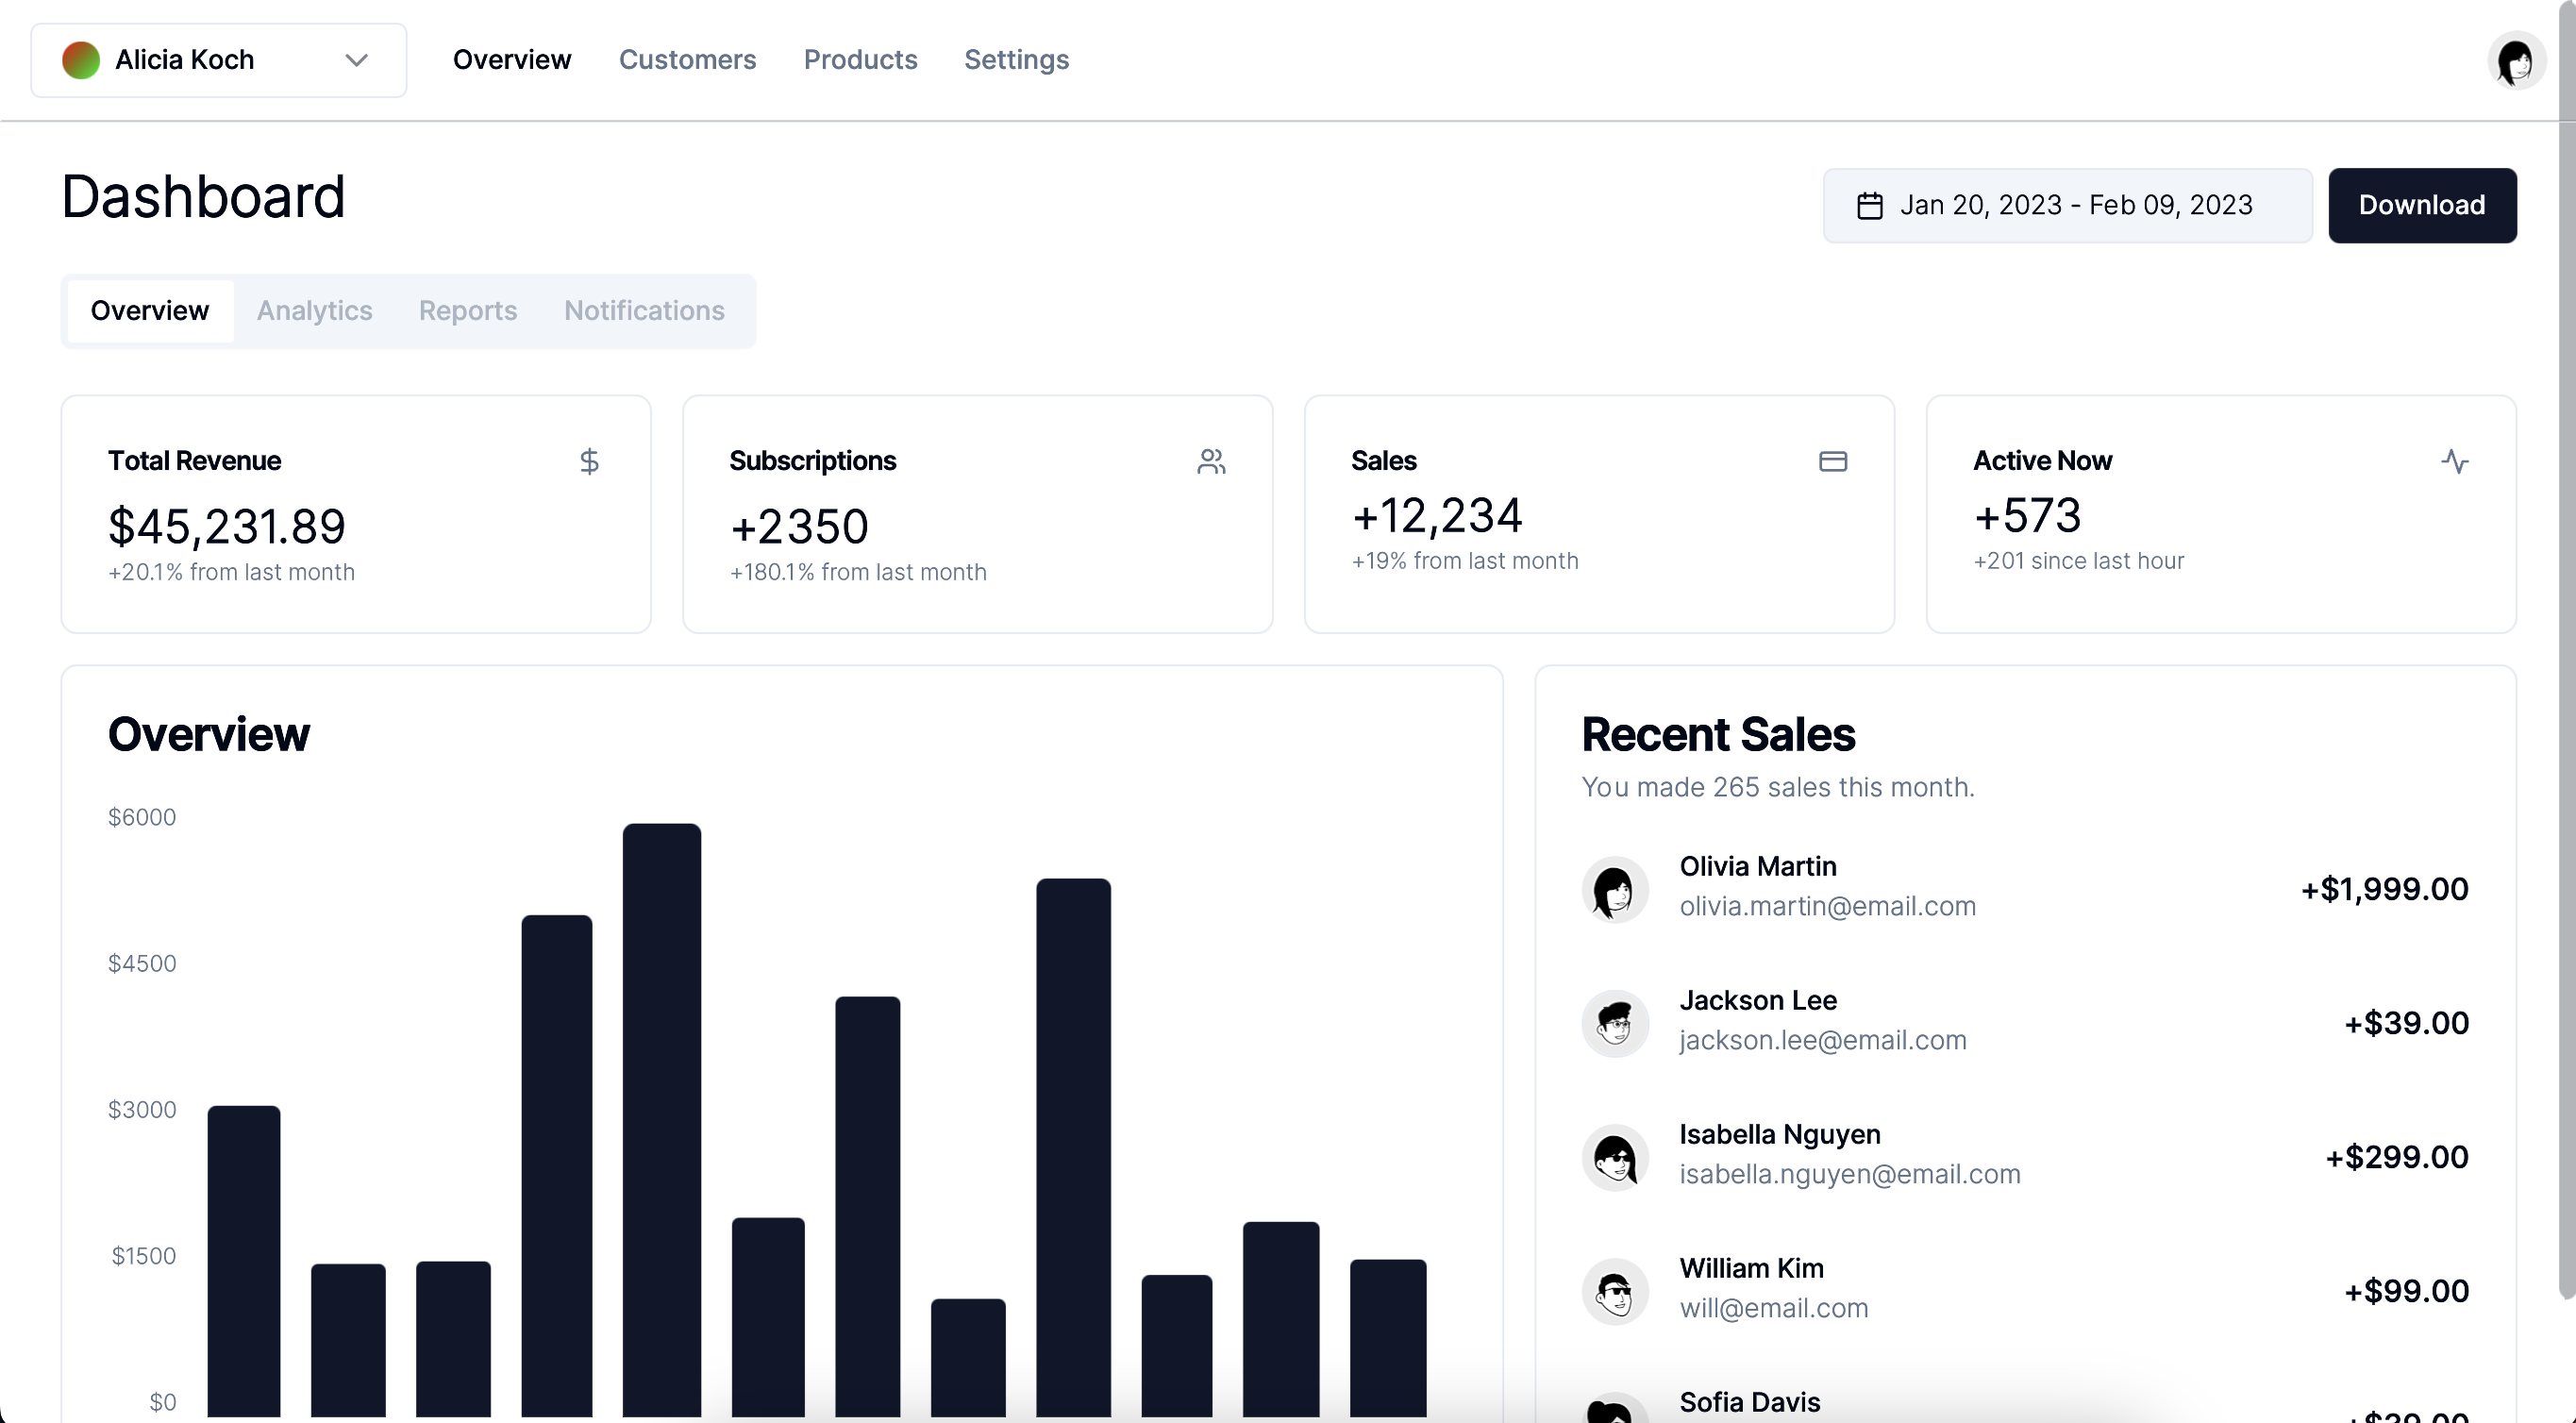 Alicia Koch
Overview Customers Products Settings
Dashboard
Jan 20, 2023 - Feb 09, 2023
Download
Overview Analytics Reports Notifications
Total Revenue
$45,231.89
+20.1% from last month
Subscriptions
+2350
+180.1% from last month
Sales
+12,234
+19% from last month
Active Now
+573
+201 since last hour
Overview
$6000
$4500
$3000
$1500
$0
Recent Sales
You made 265 sales this month.
Olivia Martin
olivia.martin@email.com
+$1,999.00
Jackson Lee
jackson.lee@email.com
+$39.00
Isabella Nguyen
isabella.nguyen@email.com
+$299.00
William Kim
will@email.com
+$99.00
Sofia Davis